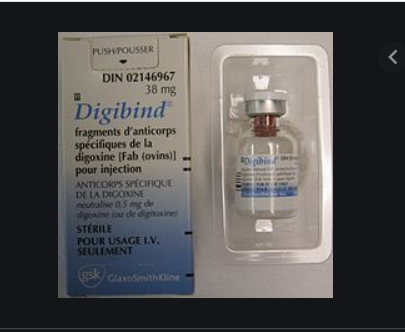 PUSH/POUSSER
DIN 02146967
38 mg
Digibind®
fragments d'anticorps
spécifiques de la
digoxine [Fab (ovins)]
pour injection
ANTICORPS SPÉCIFIQUE
DE LA DIGOXINE
neutralise 0,5 mg de
digoxine (ou de digitoxine)
STÉRILE
POUR USAGE I.V.
SEULEMENT
gsk GlaxoSmithKline
Digibind